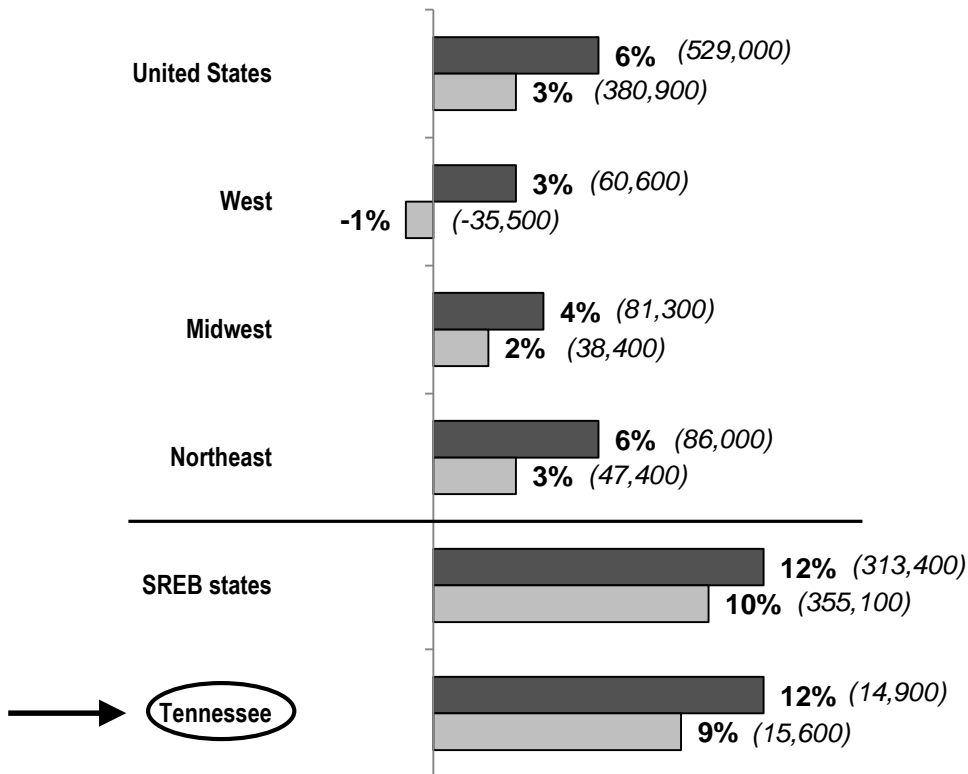 United States
6% (529,000)
3% (380,900)
West
3% (60,600)
-1% (-35,500)
Midwest
4% (81,300)
2% (38,400)
Northeast
6% (86,000)
3% (47,400)
SREB states
12% (313,400)
10% (355,100)
Tennessee
12% (14,900)
9% (15,600)